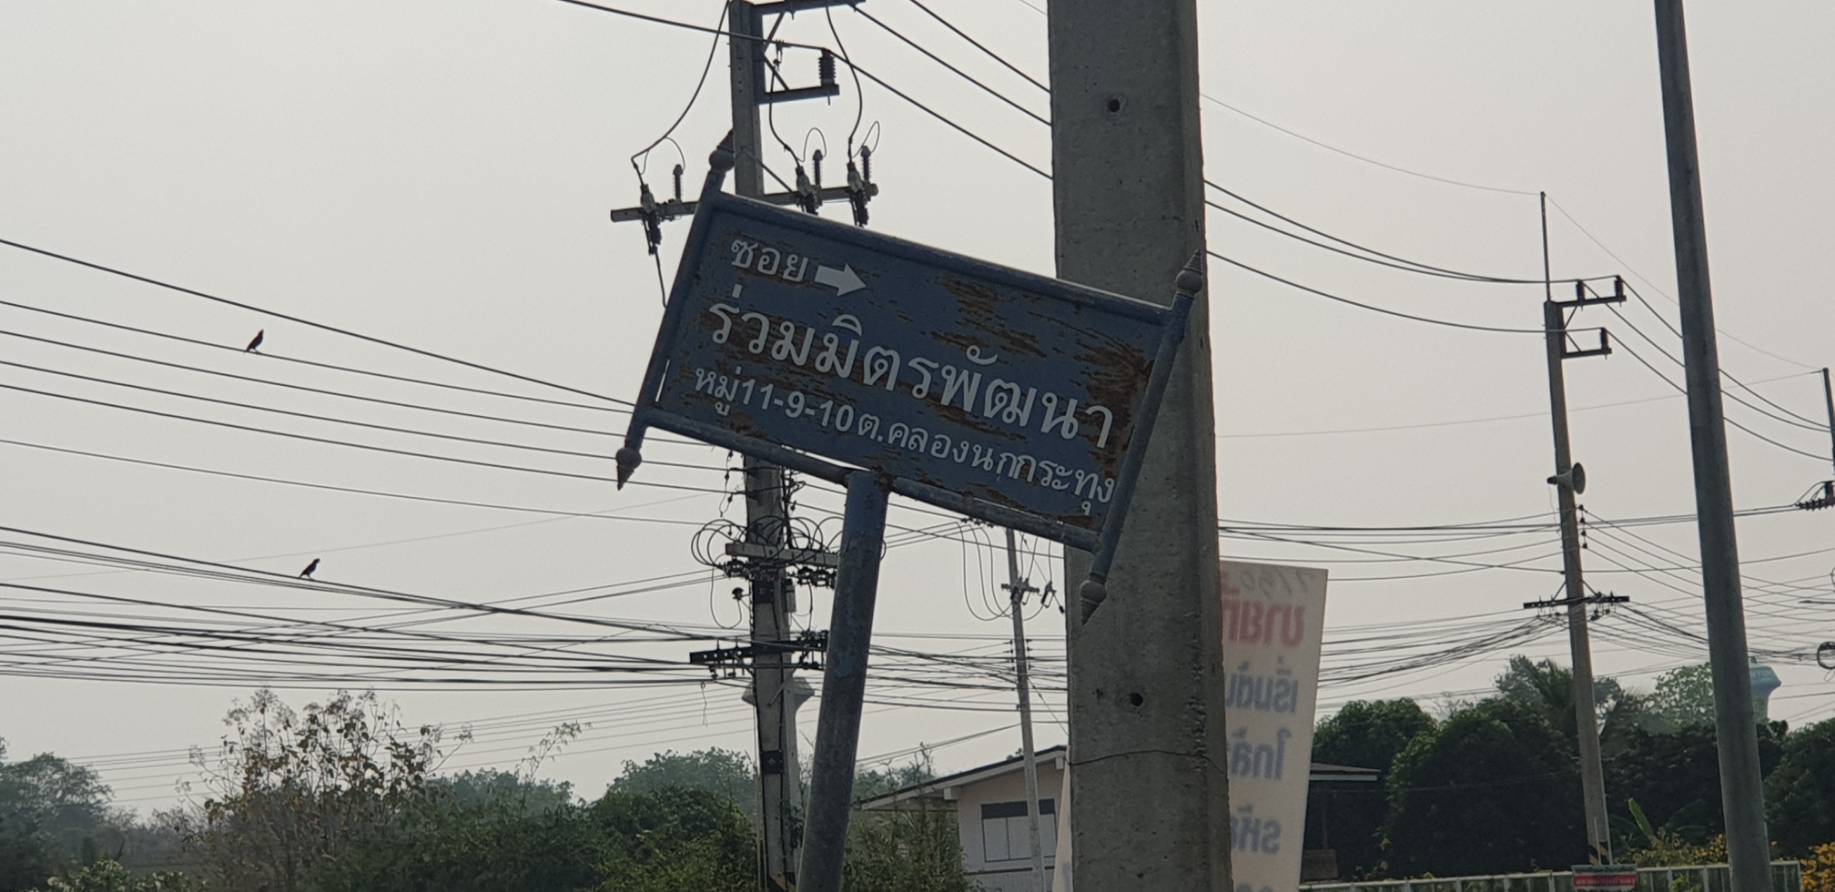 ซอย
ร่วมมิตรพัฒนา
หมู่11-9-10ต.คลองนกกระทุง